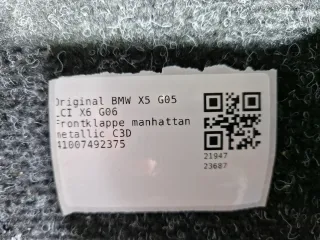 Original BMW X5 G05
LCI X6 G06
Frontklappe manhattan
metallic C3D
41007492375
21947
23687